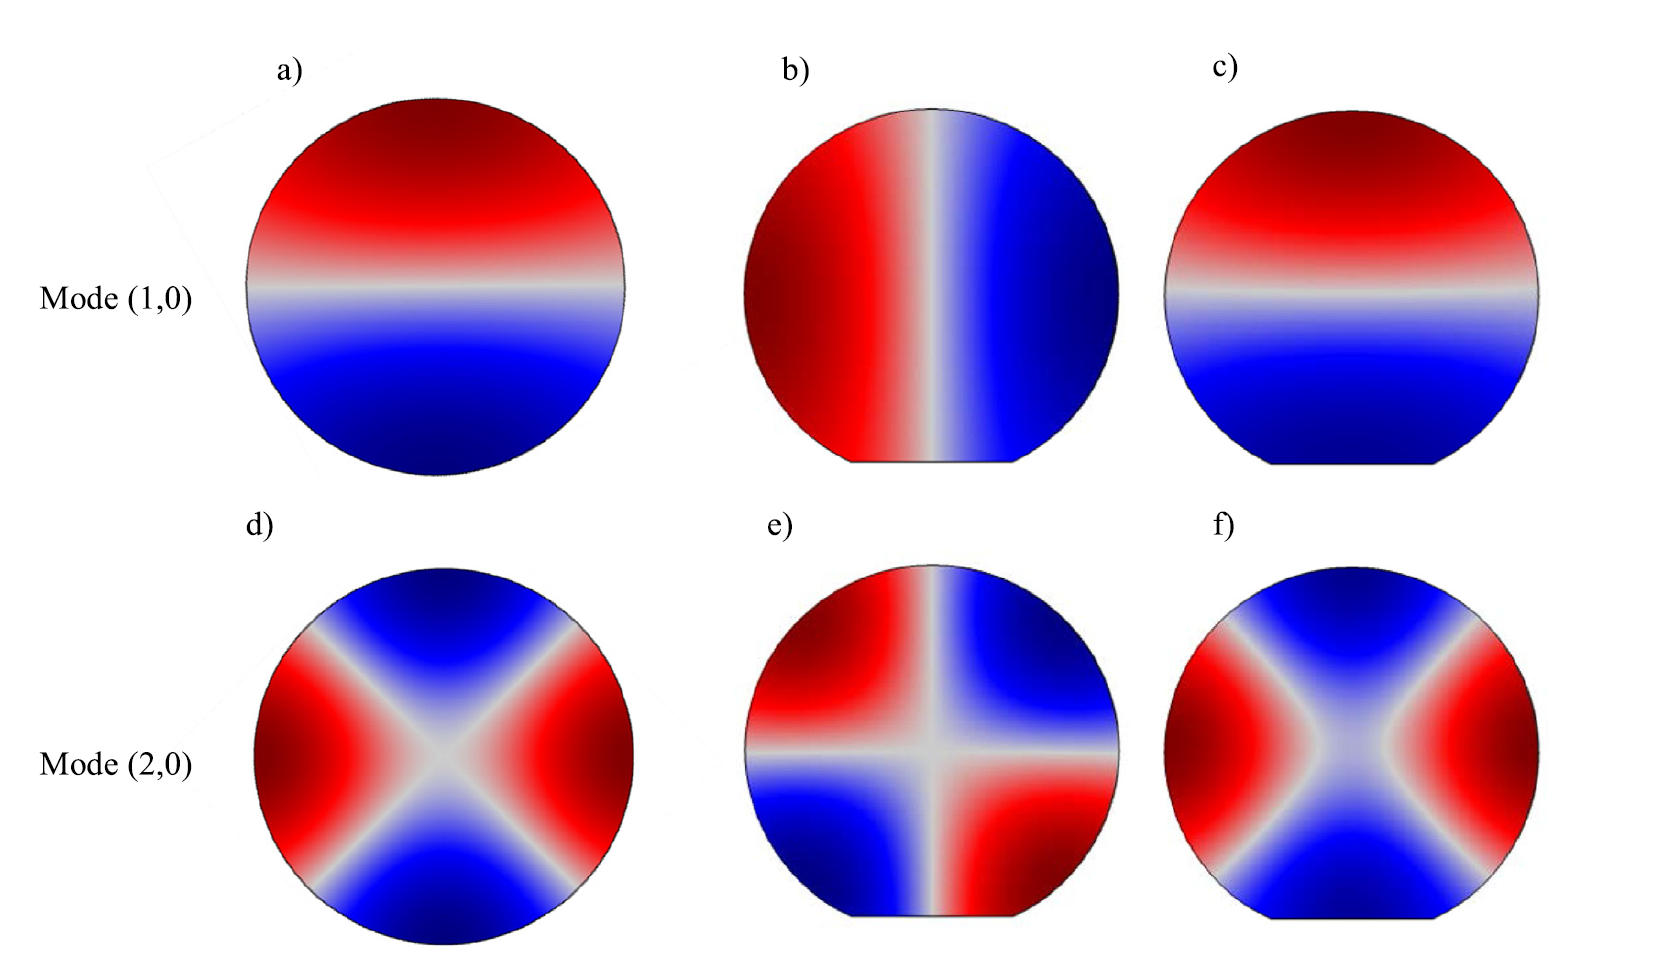 a)
b)
c)
Mode (1,0)
d)
e)
f)
Mode (2,0)